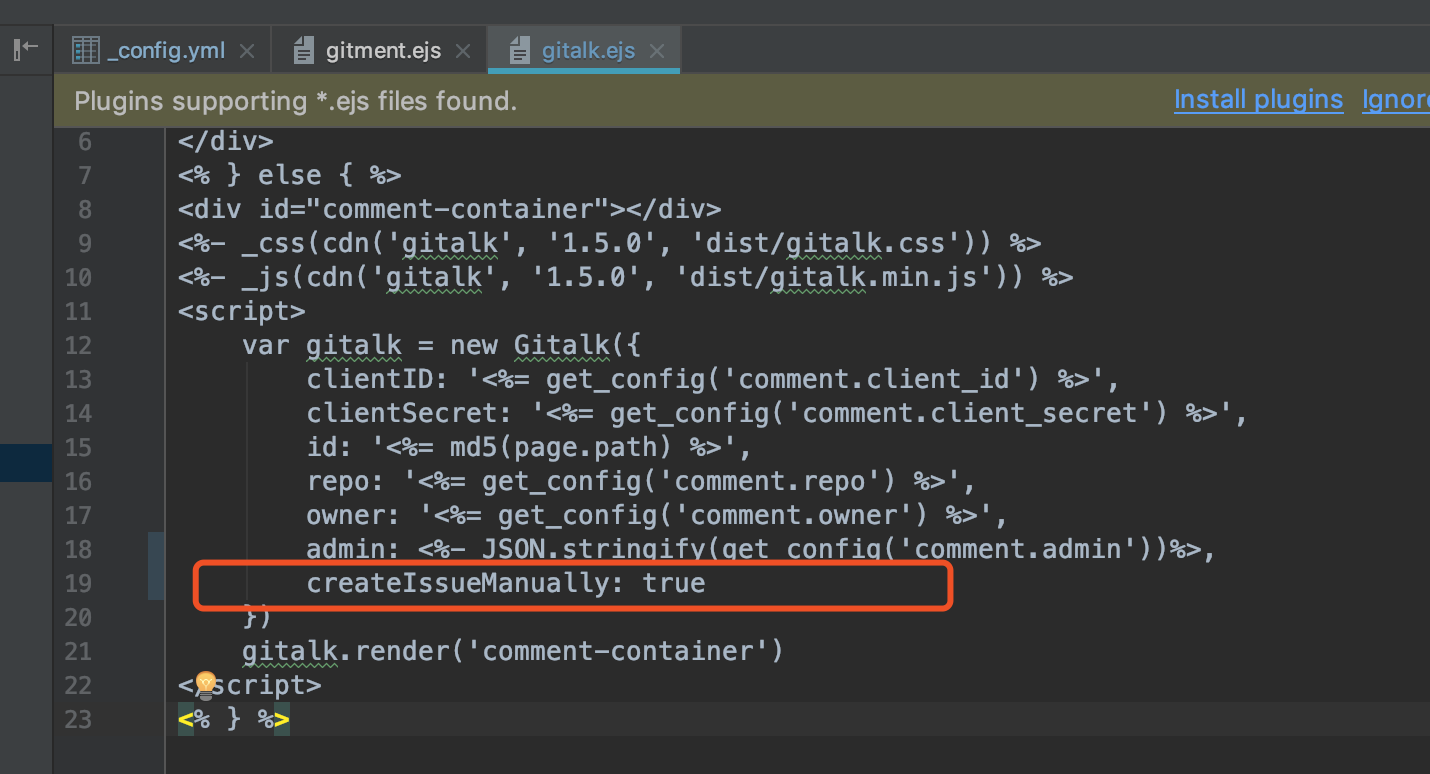 _config.yml
gitment.ejs
gitalk.ejs
Plugins supporting *.ejs files found.
Install plugins
6 </div>
7 <% } else { %>
8 <div id="comment-container"></div>
9 <%- _css(cdn('gitalk', '1.5.0', 'dist/gitalk.css')) %>
10 <%- _js(cdn('gitalk', '1.5.0', 'dist/gitalk.min.js')) %>
11 <script>
12 var gitalk = new Gitalk({
13 clientID: '<%= get_config('comment.client_id') %>',
14 clientSecret: '<%= get_config('comment.client_secret') %>',
15 id: '<%= md5(page.path) %>',
16 repo: '<%= get_config('comment.repo') %>',
17 owner: '<%= get_config('comment.owner') %>',
18 admin: <%- JSON.stringify(get_config('comment.admin'))%>,
19 createIssueManually: true
20 })
21 gitalk.render('comment-container')
22 </script>
23 <% } %>